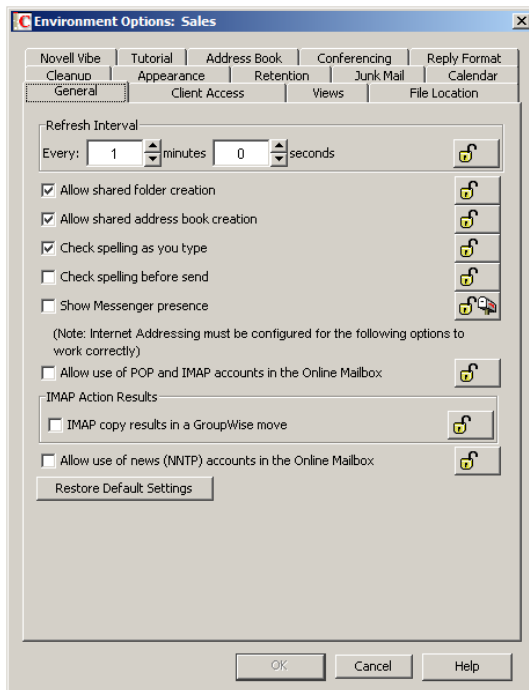 Environment Options: Sales
Novell Vibe Tutorial Address Book Conferencing Reply Format
Cleanup Appearance Retention Junk Mail Calendar
General Client Access Views File Location
Refresh Interval
Every: 1 minutes 0 seconds
Allow shared folder creation
Allow shared address book creation
Check spelling as you type
Check spelling before send
Show Messenger presence
(Note: Internet Addressing must be configured for the following options to
work correctly)
Allow use of POP and IMAP accounts in the Online Mailbox
IMAP Action Results
IMAP copy results in a GroupWise move
Allow use of news (NNTP) accounts in the Online Mailbox
Restore Default Settings
OK Cancel Help